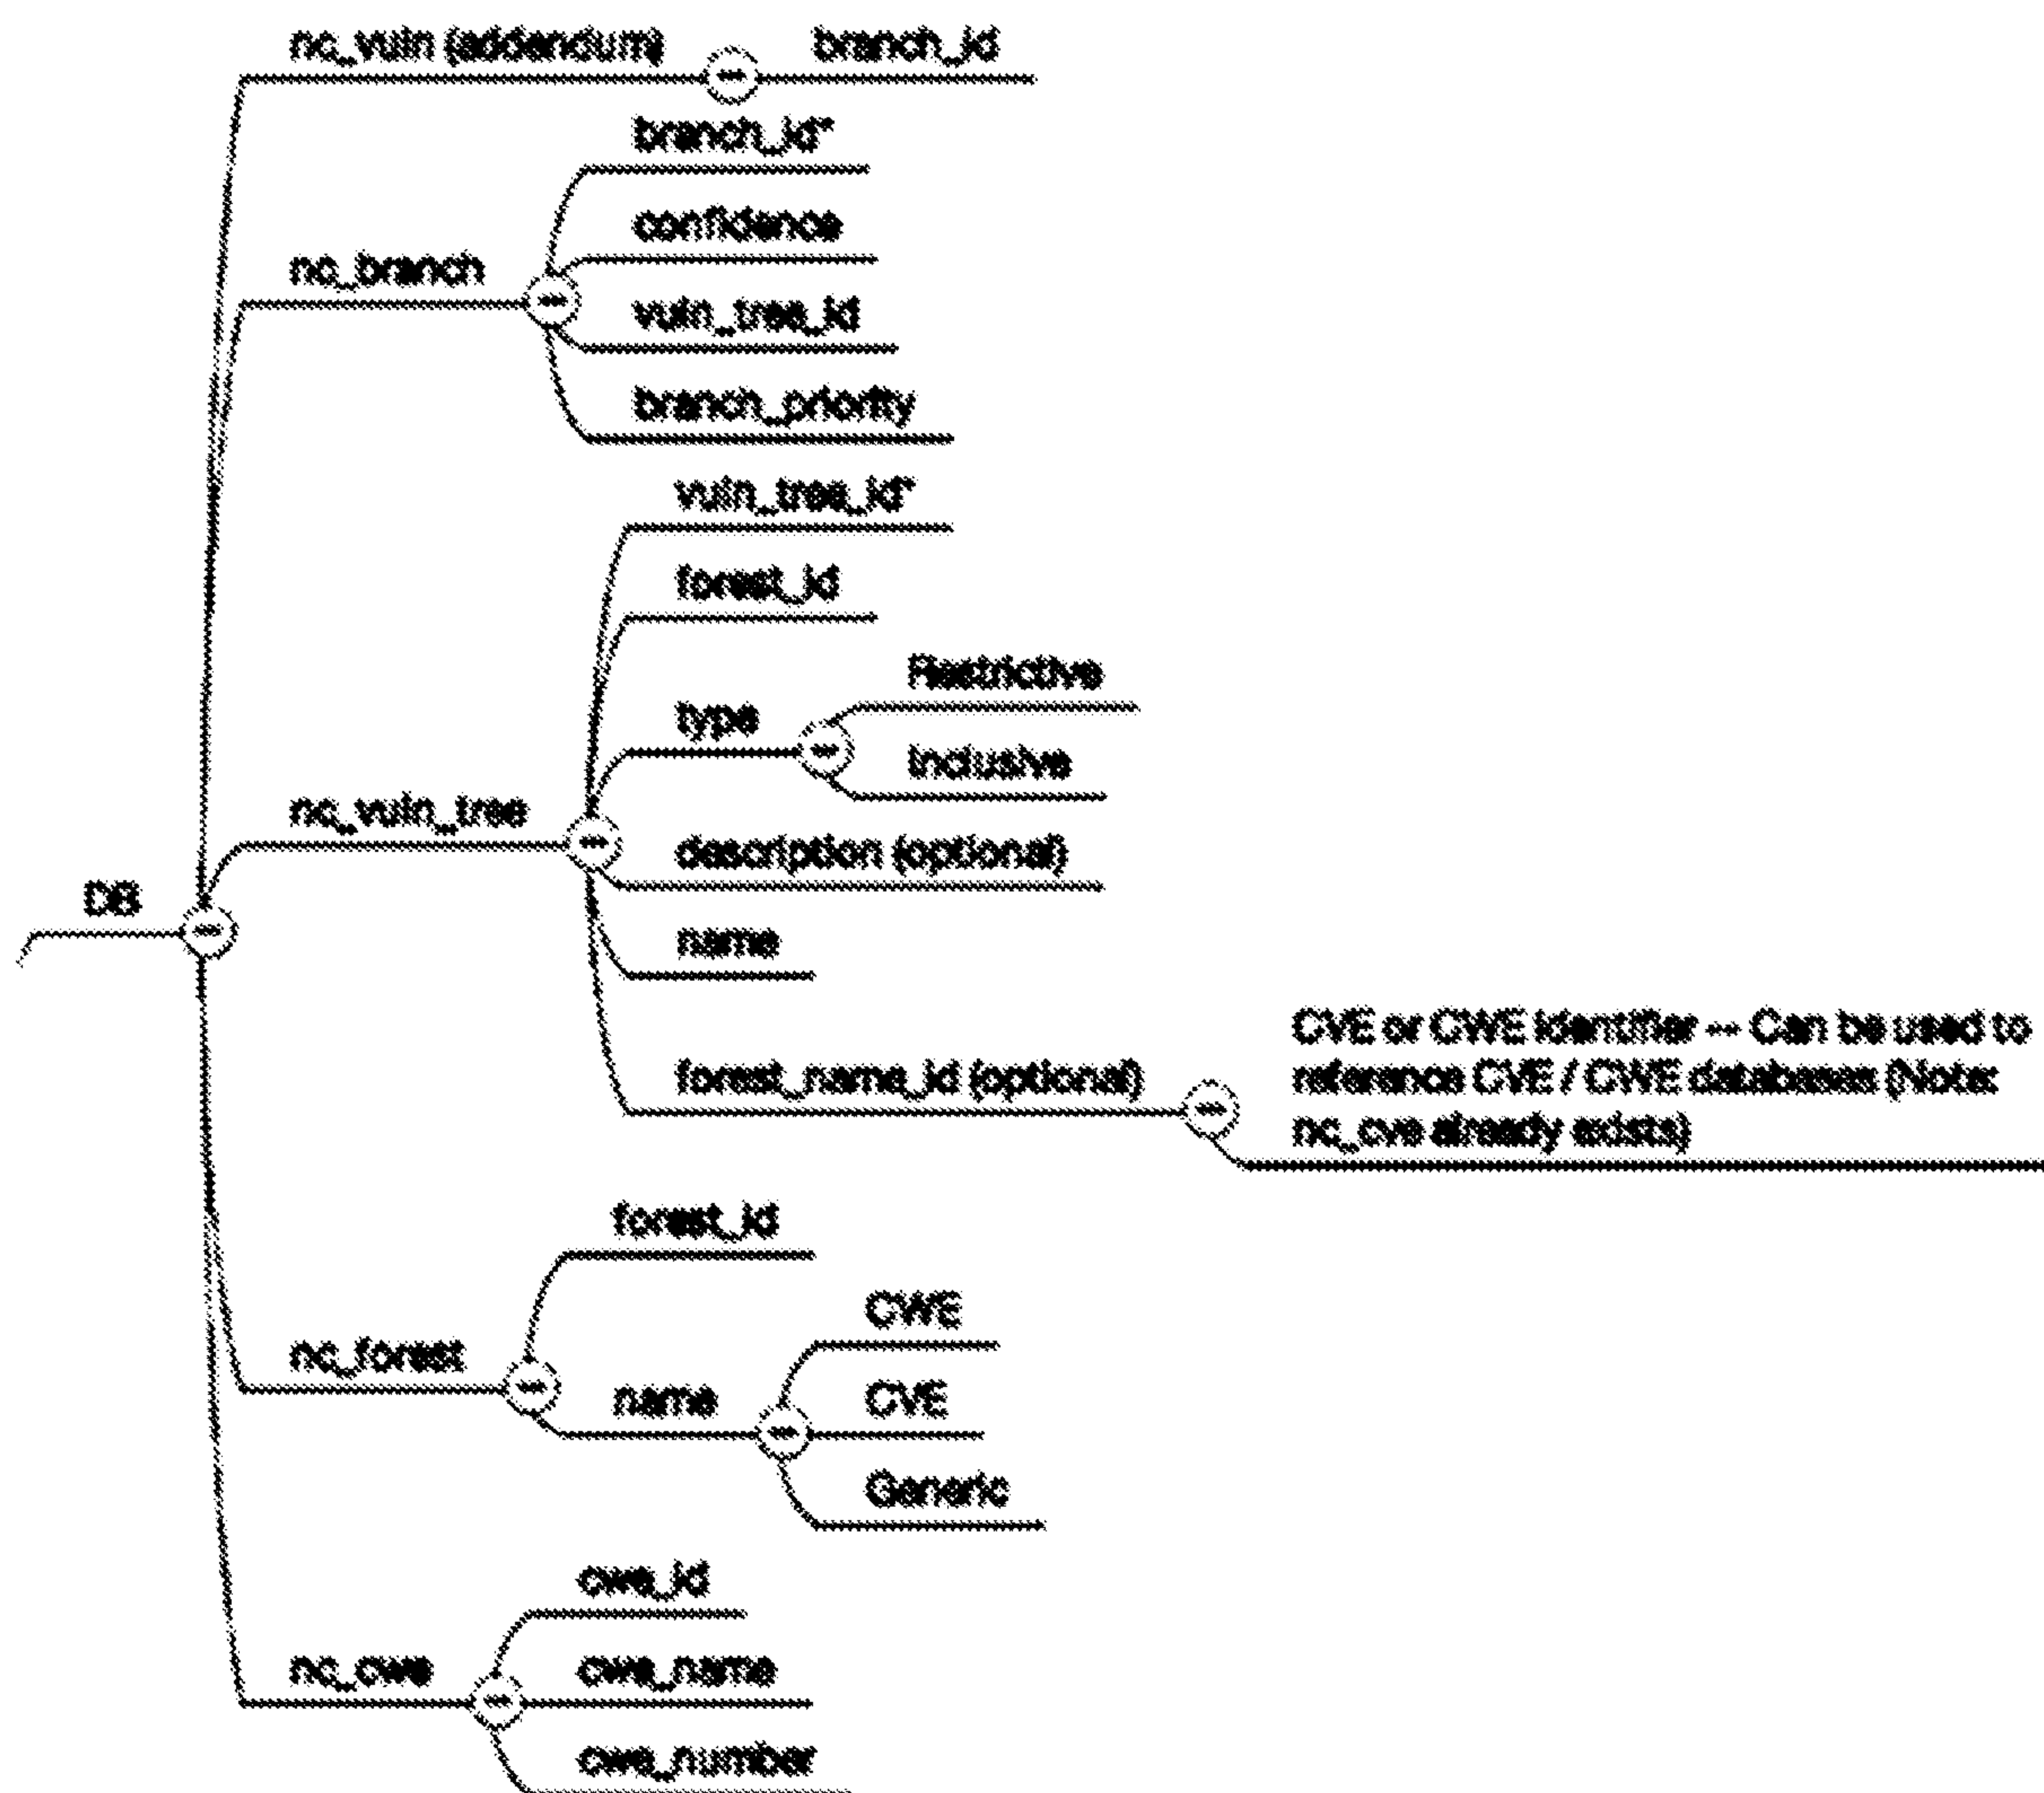 nc_vuln (addendum)
branch_id
branch_id*
confidence
nc_branch
vuln_tree_id
branch_priority
vuln_tree_id*
forest_id
Restrictive
type
Inclusive
nc_vuln_tree
description (optional)
DB
name
CVE or CWE Identifier -- Can be used to
reference CVE / CWE databases (Note:
nc_cve already exists)
forest_name_id (optional)
forest_id
CWE
nc_forest
name
CVE
Generic
cwe_id
nc_cwe
cwe_name
cwe_number